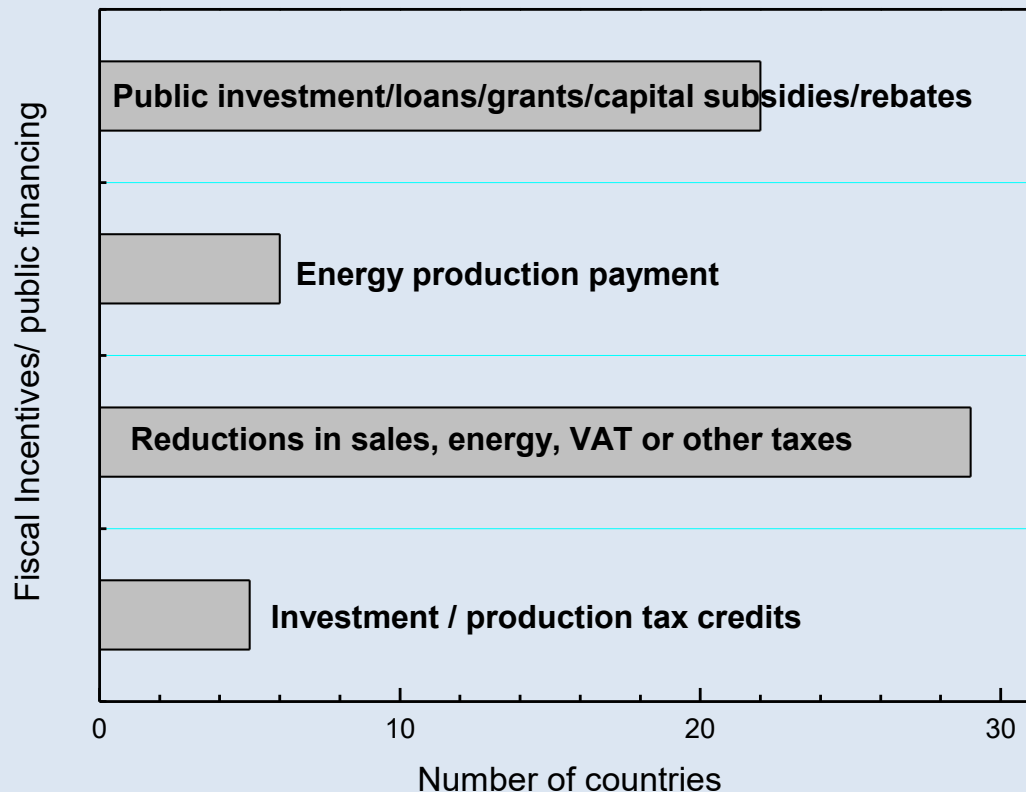 Fiscal Incentives/ public financing
Public investment/loans/grants/capital subsidies/rebates
Energy production payment
Reductions in sales, energy, VAT or other taxes
Investment / production tax credits
0 10 20 30
Number of countries